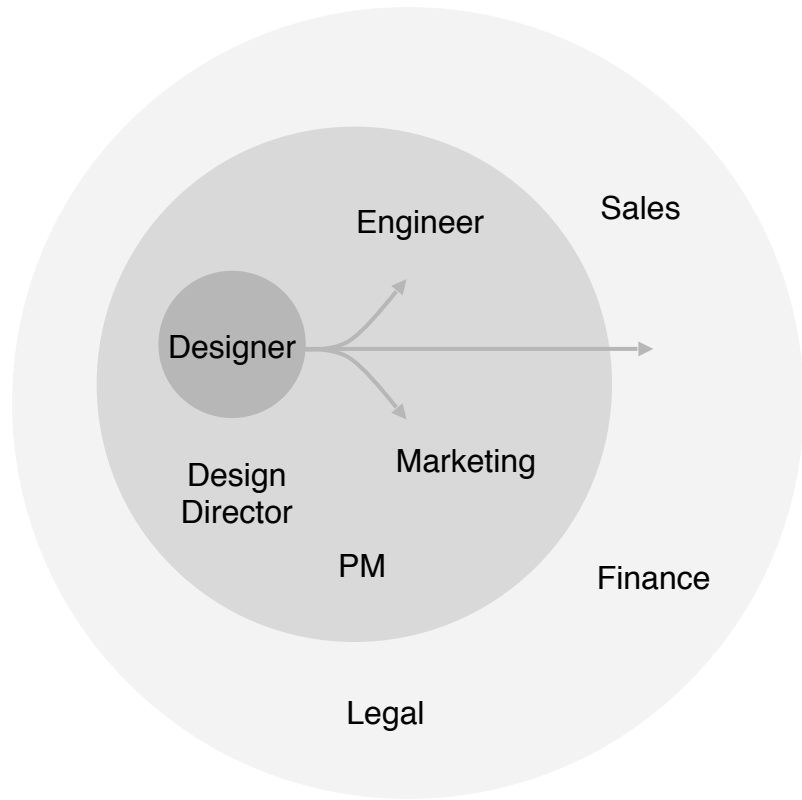 Sales
Engineer
Designer
Marketing
Design
Director
PM
Finance
Legal